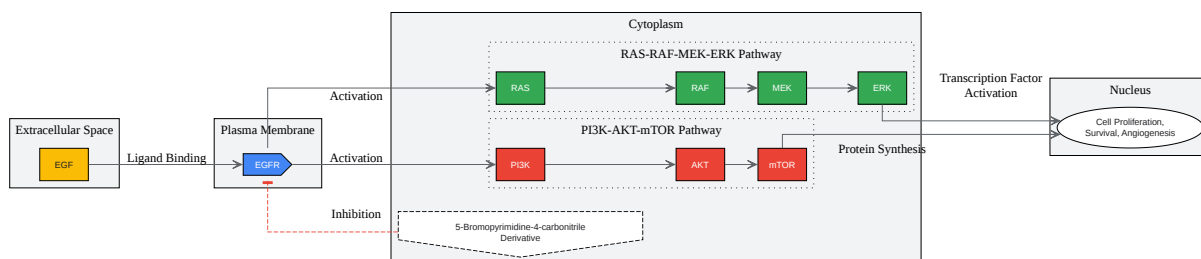 Cytoplasm
RAS-RAF-MEK-ERK Pathway
RAS
RAF
MEK
ERK
Activation
Transcription Factor
Activation
Nucleus
Cell Proliferation,
Survival, Angiogenesis
Extracellular Space
EGF
Ligand Binding
Plasma Membrane
EGFR
Activation
PI3K-AKT-mTOR Pathway
PI3K
AKT
mTOR
Protein Synthesis
Inhibition
5-Bromopyrimidine-4-carbonitrile
Derivative